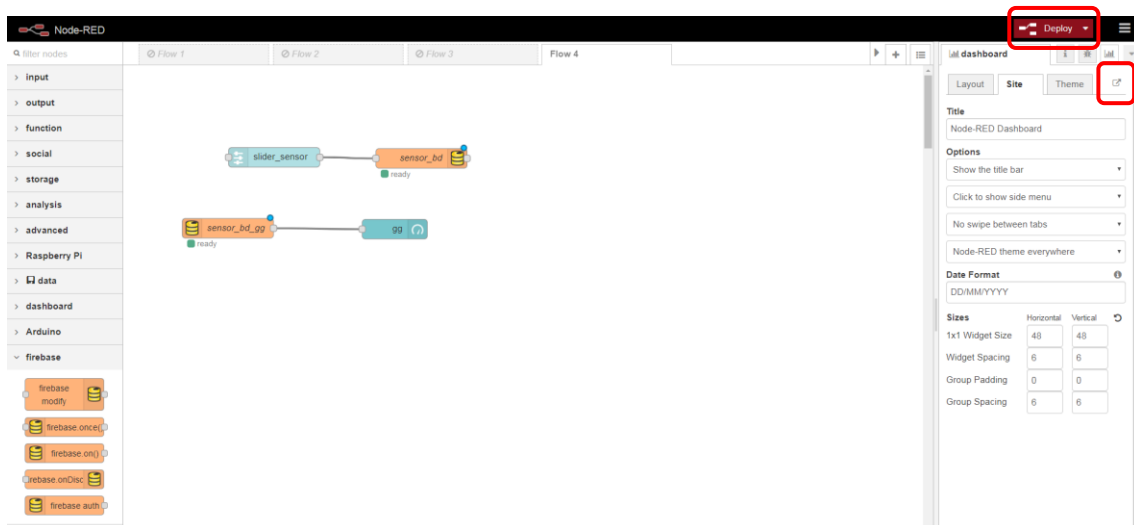 Node-RED
Deploy
filter nodes
Flow 1
Flow 2
Flow 3
Flow 4
dashboard
i
input
output
function
social
storage
analysis
advanced
Raspberry Pi
data
dashboard
Arduino
firebase
firebase modify
firebase.once()
firebase.on()
firebase.onDisc
firebase auth
slider_sensor
sensor_bd
ready
sensor_bd_gg
gg
ready
Layout
Site
Theme
Title
Node-RED Dashboard
Options
Show the title bar
Click to show side menu
No swipe between tabs
Node-RED theme everywhere
Date Format
DD/MM/YYYY
Sizes Horizontal Vertical
1x1 Widget Size 48 48
Widget Spacing 6 6
Group Padding 0 0
Group Spacing 6 6